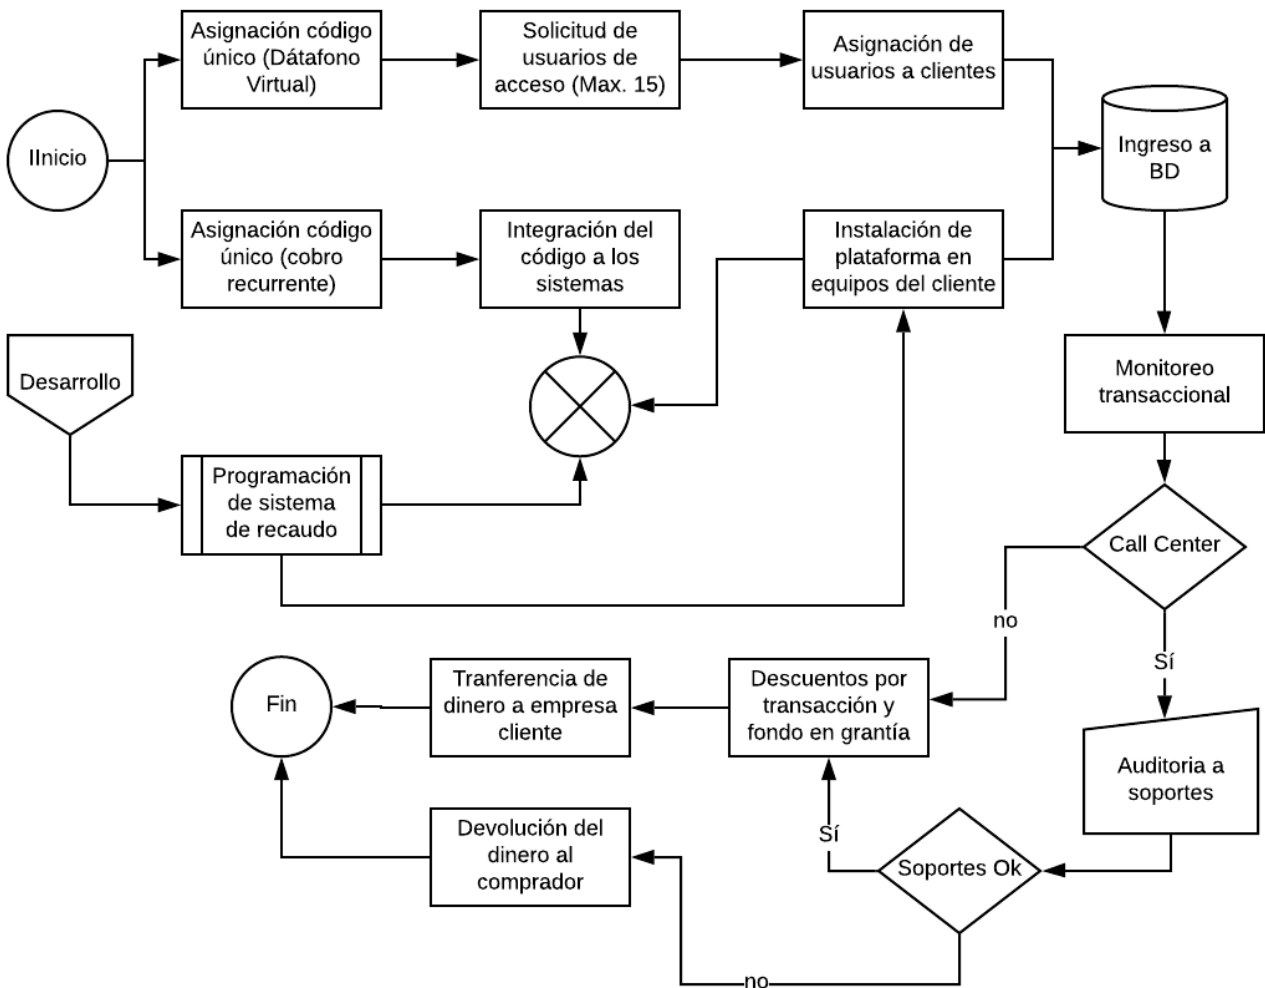 Asignación código
único (Dátafono
Virtual)
Solicitud de
usuarios de
acceso (Max. 15)
Asignación de
usuarios a clientes
Ingreso a
BD
IInicio
Asignación código
único (cobro
recurrente)
Integración del
código a los
sistemas
Instalación de
plataforma en
equipos del cliente
Desarrollo
Monitoreo
transaccional
Programación
de sistema
de recaudo
Call Center
no
Sí
Fin
Tranferencia de
dinero a empresa
cliente
Descuentos por
transacción y
fondo en grantía
Auditoria a
soportes
Sí
Devolución del
dinero al
comprador
Soportes Ok
no